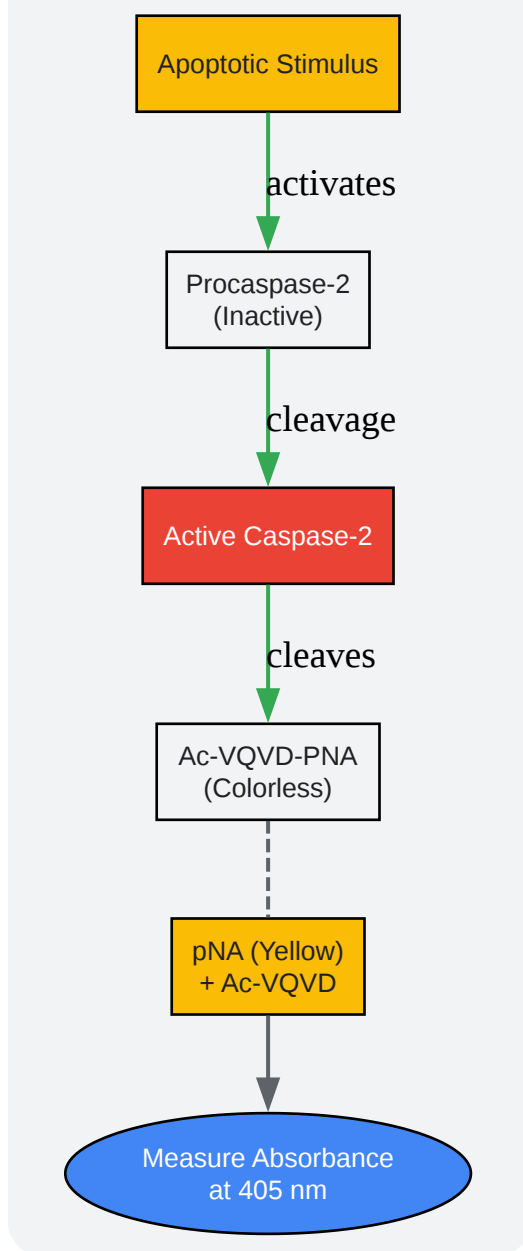 Apoptotic Stimulus
activates
Procaspase-2
(Inactive)
cleavage
Active Caspase-2
cleaves
Ac-VQVD-PNA
(Colorless)
pNA (Yellow)
+ Ac-VQVD
Measure Absorbance
at 405 nm